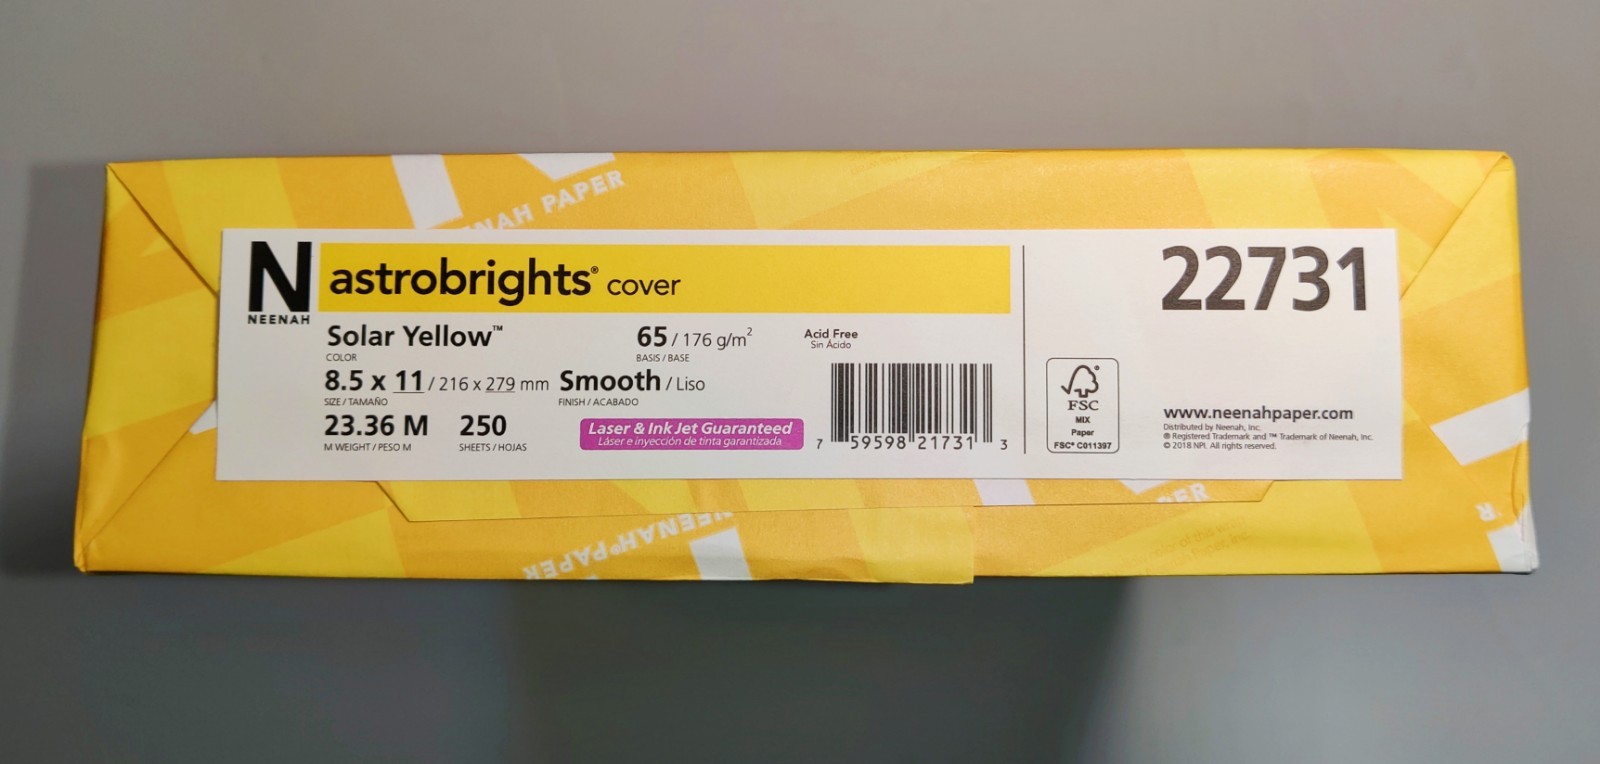 NAH PAPER
N astrobrights® cover
NEENAH
Solar Yellow™
COLOR
65 / 176 g/m²
BASIS / BASE
Acid Free
Sin Ácido
8.5 x 11 / 216 x 279 mm
SIZE / TAMAÑO
Smooth / Liso
FINISH / ACABADO
23.36 M
M WEIGHT / PESO M
250
SHEETS / HOJAS
Laser & Ink Jet Guaranteed
Láser e inyección de tinta garantizada
7 59598 21731 3
22731
FSC
MIX
Paper
FSC® C011397
www.neenahpaper.com
Distributed by Neenah, Inc.
® Registered Trademark and ™ Trademark of Neenah, Inc.
© 2018 NPI. All rights reserved.
NEENAH®PAPER
PER
R